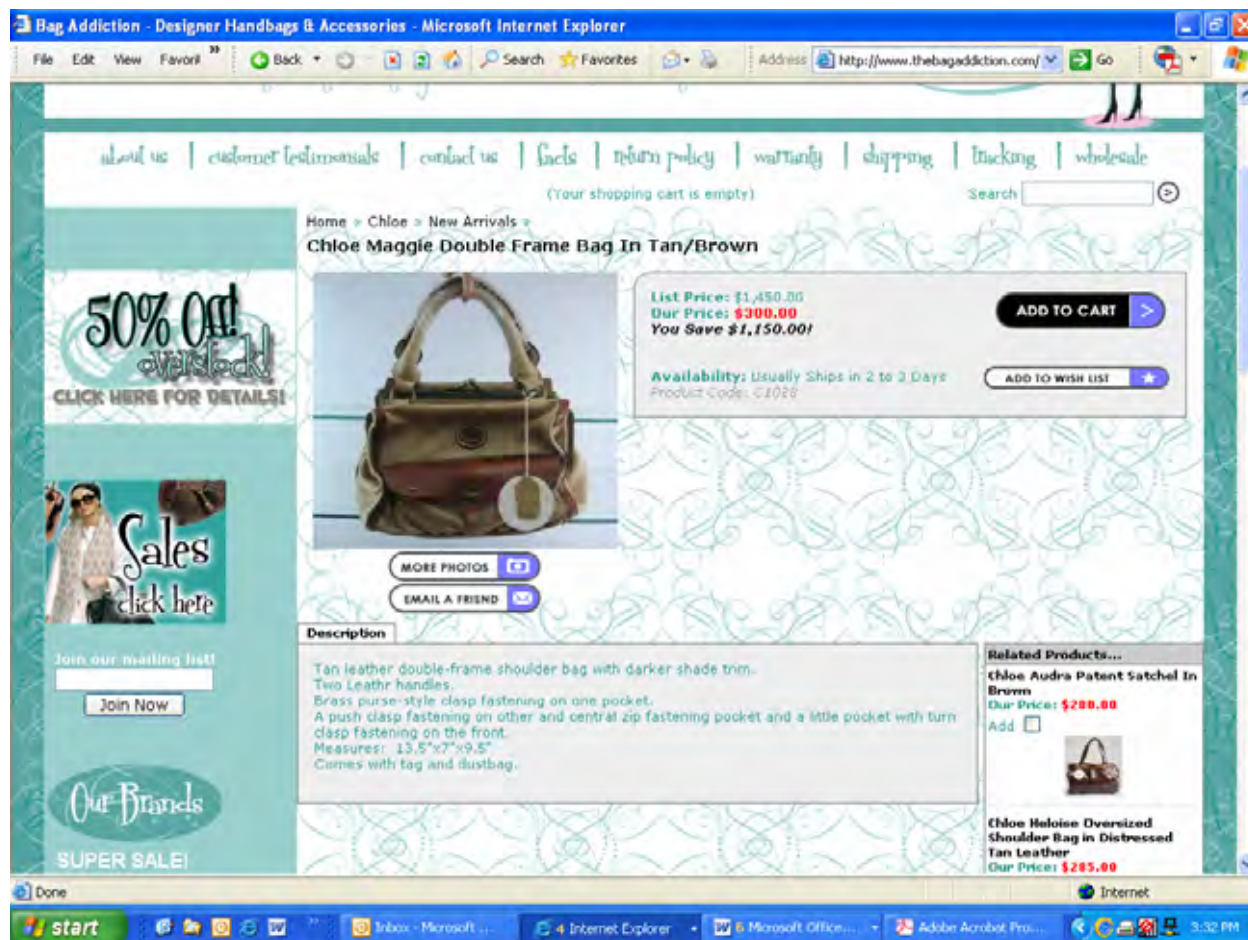 Bag Addiction - Designer Handbags & Accessories - Microsoft Internet Explorer
File Edit View Favorit » Back Search Favorites Address http://www.thebagaddiction.com/ Go
about us | customer testimonials | contact us | facts | return policy | warranty | shipping | tracking | wholesale
(Your shopping cart is empty) Search
Home » Chloe » New Arrivals »
Chloe Maggie Double Frame Bag In Tan/Brown
50% Off!
overstock!
CLICK HERE FOR DETAILS!
List Price: $1,450.00
Our Price: $300.00
You Save $1,150.00!
ADD TO CART
Availability: Usually Ships in 2 to 3 Days
Product Code: C1028
ADD TO WISH LIST
Sales
click here
MORE PHOTOS
EMAIL A FRIEND
Join our mailing list!
Join Now
Description
Tan leather double-frame shoulder bag with darker shade trim.
Two Leathr handles.
Brass purse-style clasp fastening on one pocket.
A push clasp fastening on other and central zip fastening pocket and a little pocket with turn
clasp fastening on the front.
Measures: 13.5"x7"x9.5"
Comes with tag and dustbag.
Related Products...
Chloe Audra Patent Satchel In
Brown
Our Price: $280.00
Add
Chloe Heloise Oversized
Shoulder Bag in Distressed
Tan Leather
Our Price: $285.00
Our Brands
SUPER SALE!
Done Internet
start Inbox - Microsoft ... 4 Internet Explorer 6 Microsoft Office... Adobe Acrobat Pro... 3:32 PM